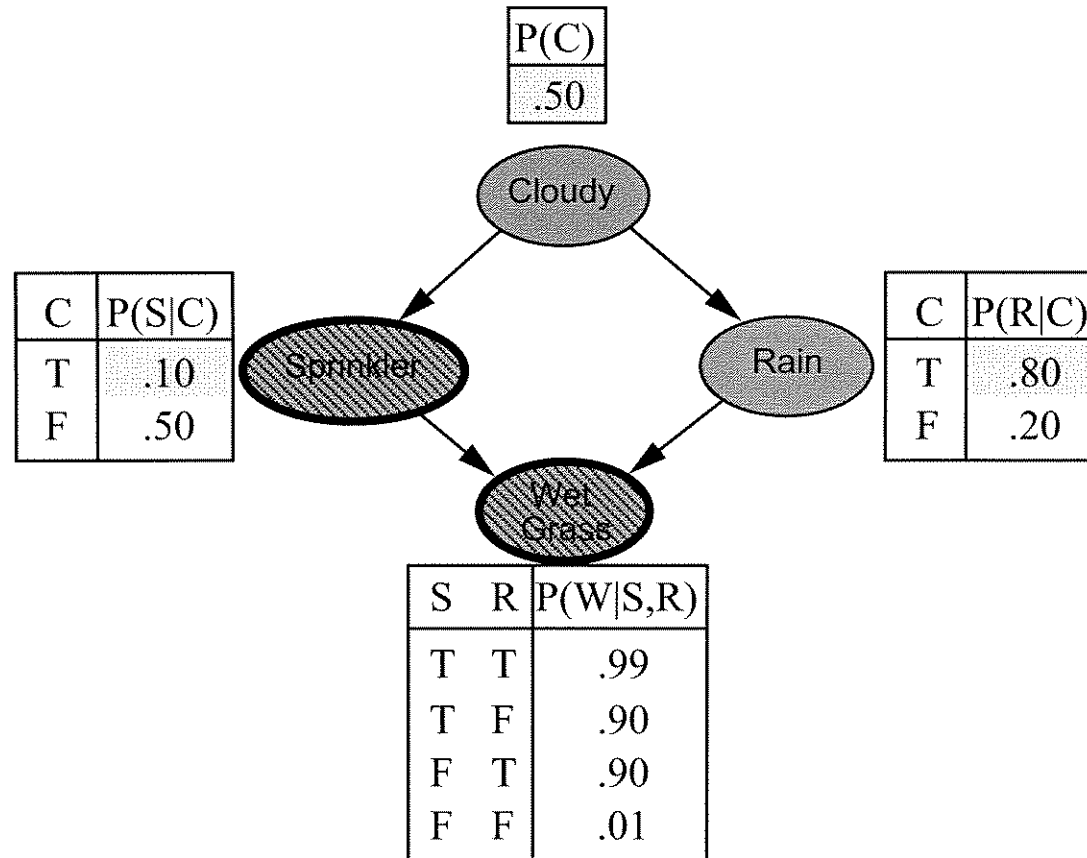 P(C)
.50
Cloudy
C P(S|C)
T .10
F .50
Sprinkler
Rain
C P(R|C)
T .80
F .20
Wet
Grass
S R P(W|S,R)
T T .99
T F .90
F T .90
F F .01